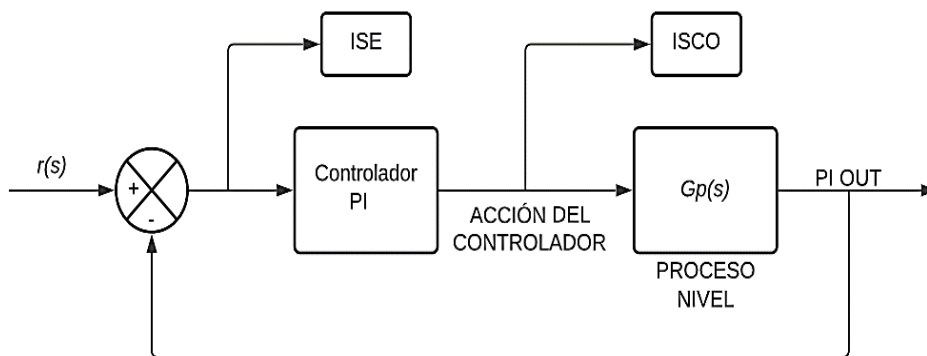 ISE
ISCO
r(s)
+
-
Controlador
PI
ACCIÓN DEL
CONTROLADOR
Gp(s)
PROCESO
NIVEL
PI OUT